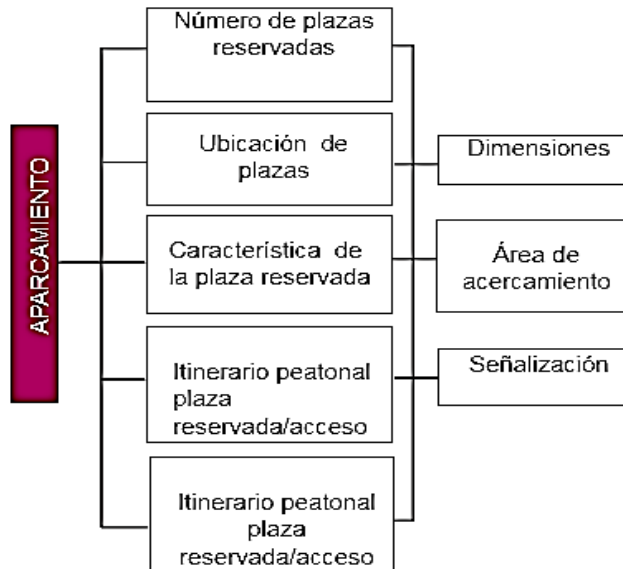 APARCAMIENTO
Número de plazas
reservadas
Ubicación de
plazas
Característica de
la plaza reservada
Itinerario peatonal
plaza
reservada/acceso
Itinerario peatonal
plaza
reservada/acceso
Dimensiones
Área de
acercamiento
Señalización